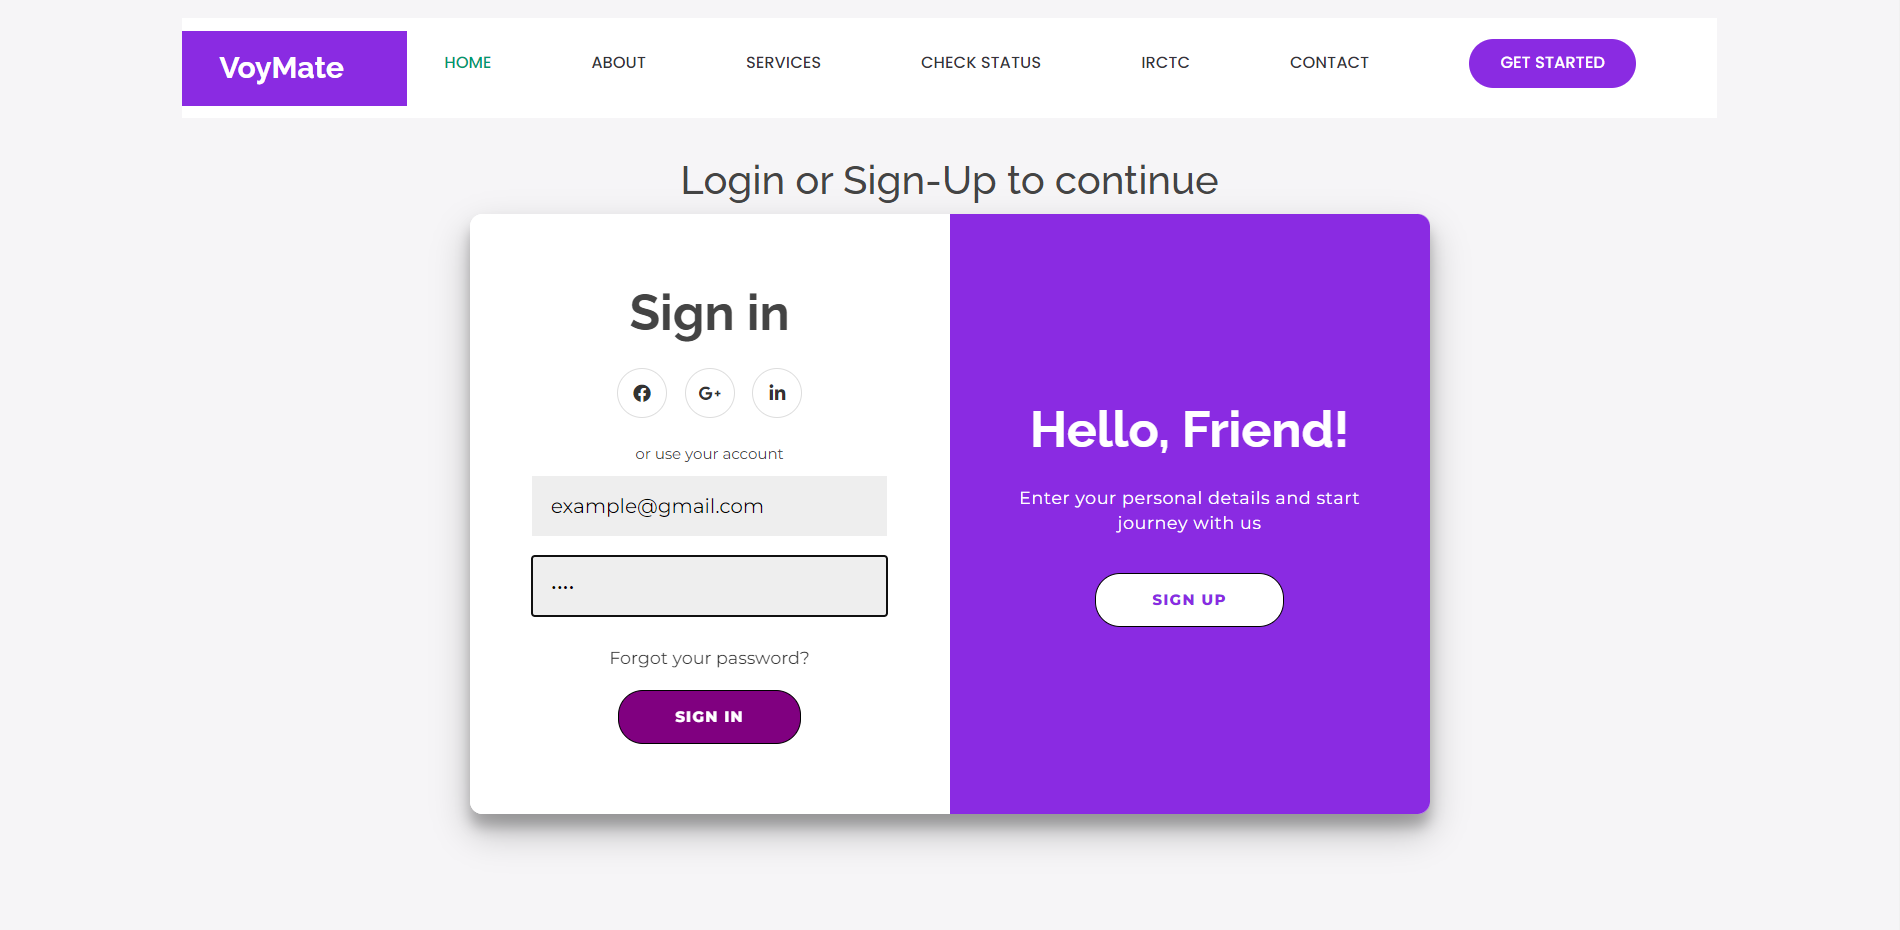 VoyMate
HOME
ABOUT
SERVICES
CHECK STATUS
IRCTC
CONTACT
GET STARTED
Login or Sign-Up to continue
Sign in
G+
in
or use your account
example@gmail.com
....
Forgot your password?
SIGN IN
Hello, Friend!
Enter your personal details and start
journey with us
SIGN UP